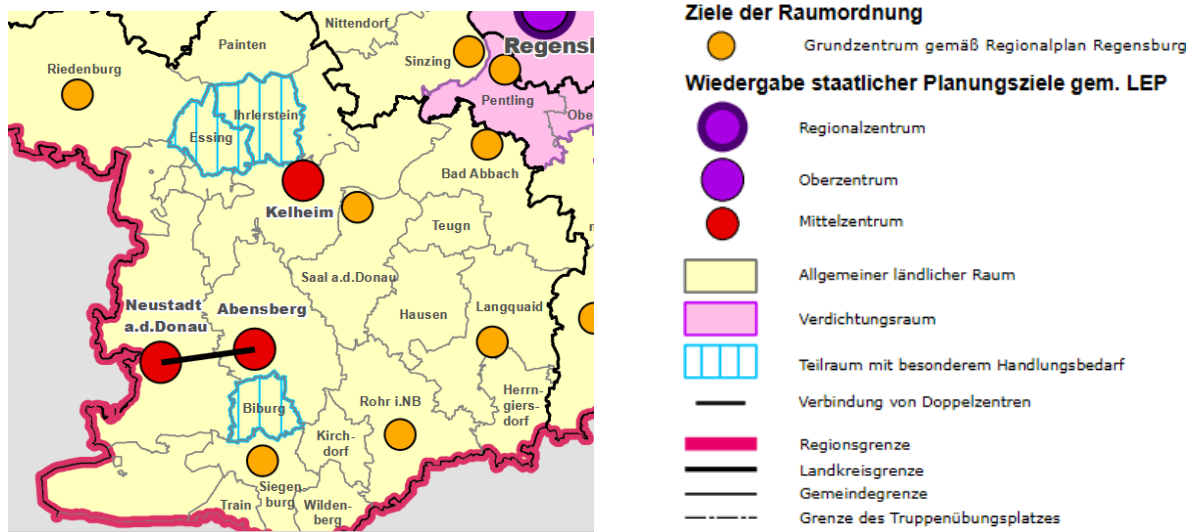 Nittendorf
Painten
Regensb
Sinzing
Riedenburg
Pentling
Ihrlerstein
Obe
Essing
Bad Abbach
Kelheim
Teugn
Saal a.d.Donau
Neustadt
a.d.Donau
Abensberg
Langquaid
Hausen
Herrn-
giers-
dorf
Rohr i.NB
Biburg
Kirch-
dorf
Siegen-
burg
Train
Wilden-
berg
Ziele der Raumordnung
Grundzentrum gemäß Regionalplan Regensburg
Wiedergabe staatlicher Planungsziele gem. LEP
Regionalzentrum
Oberzentrum
Mittelzentrum
Allgemeiner ländlicher Raum
Verdichtungsraum
Teilraum mit besonderem Handlungsbedarf
Verbindung von Doppelzentren
Regionsgrenze
Landkreisgrenze
Gemeindegrenze
Grenze des Truppenübungsplatzes